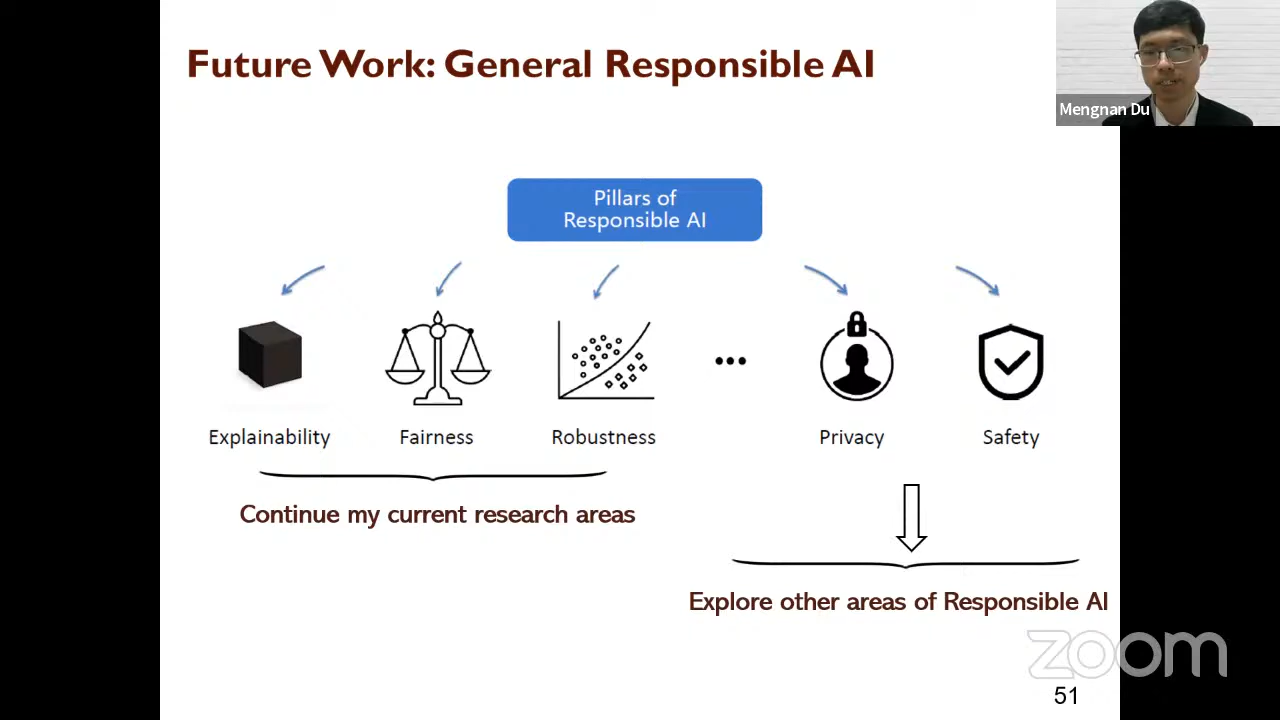 Future Work: General Responsible AI
Mengnan Du
Pillars of
Responsible AI
Explainability
Fairness
Robustness
...
Privacy
Safety
Continue my current research areas
Explore other areas of Responsible AI
zoom
51